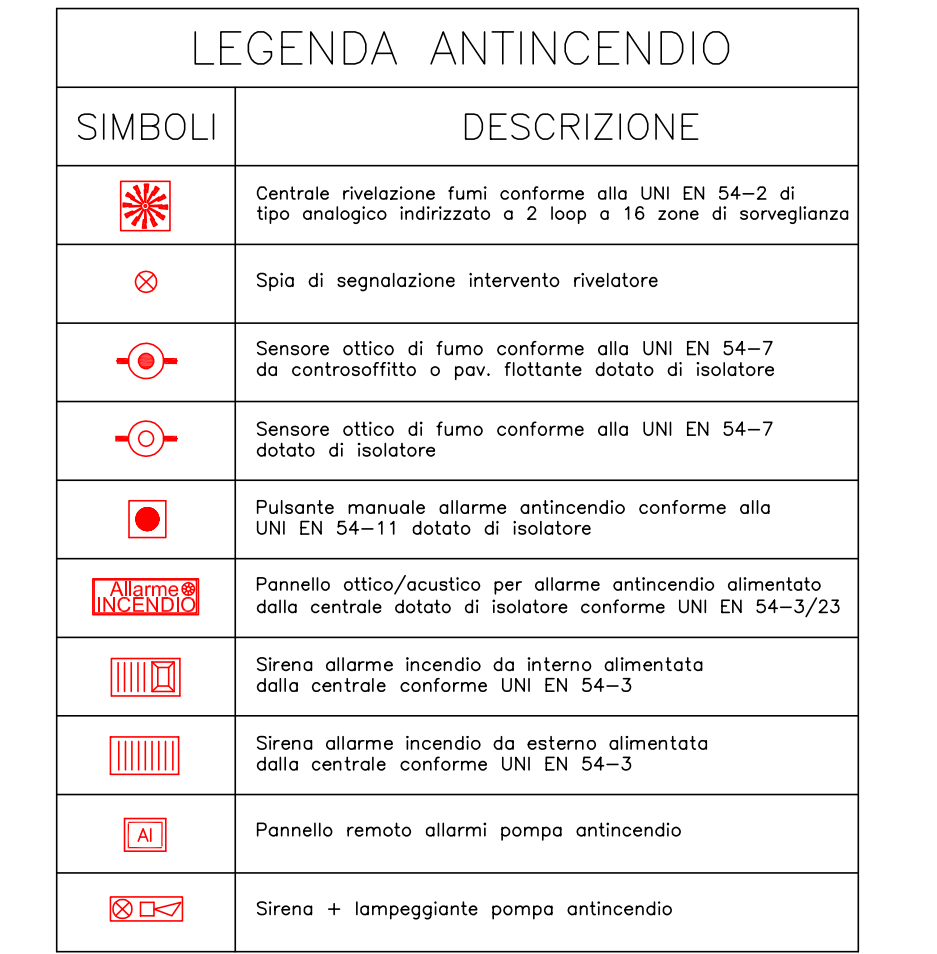 LEGENDA ANTINCENDIO
SIMBOLI
DESCRIZIONE
Centrale rivelazione fumi conforme alla UNI EN 54-2 di
tipo analogico indirizzato a 2 loop a 16 zone di sorveglianza
Spia di segnalazione intervento rivelatore
Sensore ottico di fumo conforme alla UNI EN 54-7
da controsoffitto o pav. flottante dotato di isolatore
Sensore ottico di fumo conforme alla UNI EN 54-7
dotato di isolatore
Pulsante manuale allarme antincendio conforme alla
UNI EN 54-11 dotato di isolatore
Allarme
INCENDIO
Pannello ottico/acustico per allarme antincendio alimentato
dalla centrale dotato di isolatore conforme UNI EN 54-3/23
Sirena allarme incendio da interno alimentata
dalla centrale conforme UNI EN 54-3
Sirena allarme incendio da esterno alimentata
dalla centrale conforme UNI EN 54-3
AI
Pannello remoto allarmi pompa antincendio
Sirena + lampeggiante pompa antincendio